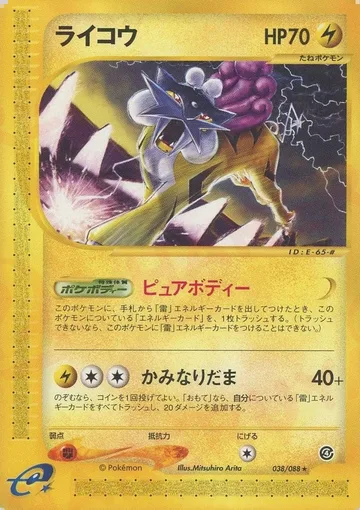 ライコウ HP70
たねポケモン
ID:E-65-#
特殊体質
ポケボディー ピュアボディー
このポケモンに、手札から「雷」エネルギーカードを出してつけたとき、この
ポケモンについている「エネルギーカード」を、1枚トラッシュする。（トラッシュ
できないなら、このポケモンに「雷」エネルギーカードをつけることはできない。）
かみなりだま 40+
のぞむなら、コインを1回投げてよい。「おもて」なら、自分についている「雷」エネル
ギーカードをすべてトラッシュし、20ダメージを追加する。
弱点 抵抗力 にげる
© Pokémon Illus.Mitsuhiro Arita 038/088★
e